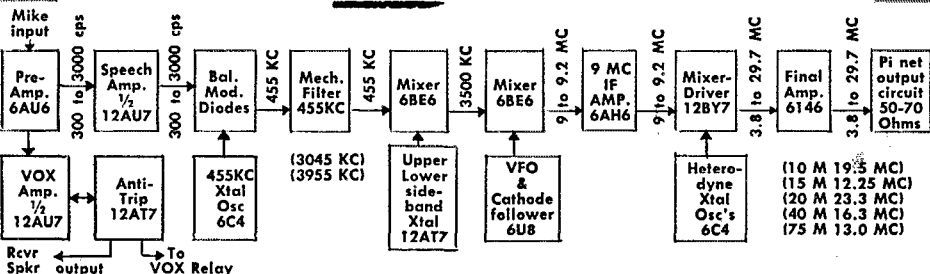 Mike
input
Pre-
Amp.
6AU6
300 to 3000 cps
Speech
Amp.
½
12AU7
300 to 3000 cps
Bal.
Mod.
Diodes
455 KC
Mech.
Filter
455KC
455 KC
Mixer
6BE6
3500 KC
Mixer
6BE6
9 to 9.2 MC
9 MC
IF
AMP.
6AH6
9 to 9.2 MC
Mixer-
Driver
12BY7
3.8 to 29.7 MC
Final
Amp.
6146
3.8 to 29.7 MC
Pi net
output
circuit
50-70
Ohms
VOX
Amp.
½
12AU7
Anti-
Trip
12AT7
455KC
Xtal
Osc
6C4
(3045 KC)
(3955 KC)
Upper
Lower
side-
band
Xtal
12AT7
VFO
&
Cathode
follower
6U8
Hetero-
dyne
Xtal
Osc's
6C4
(10 M 19.5 MC)
(15 M 12.25 MC)
(20 M 23.3 MC)
(40 M 16.3 MC)
(75 M 13.0 MC)
Rcvr
Spkr output
To
VOX Relay